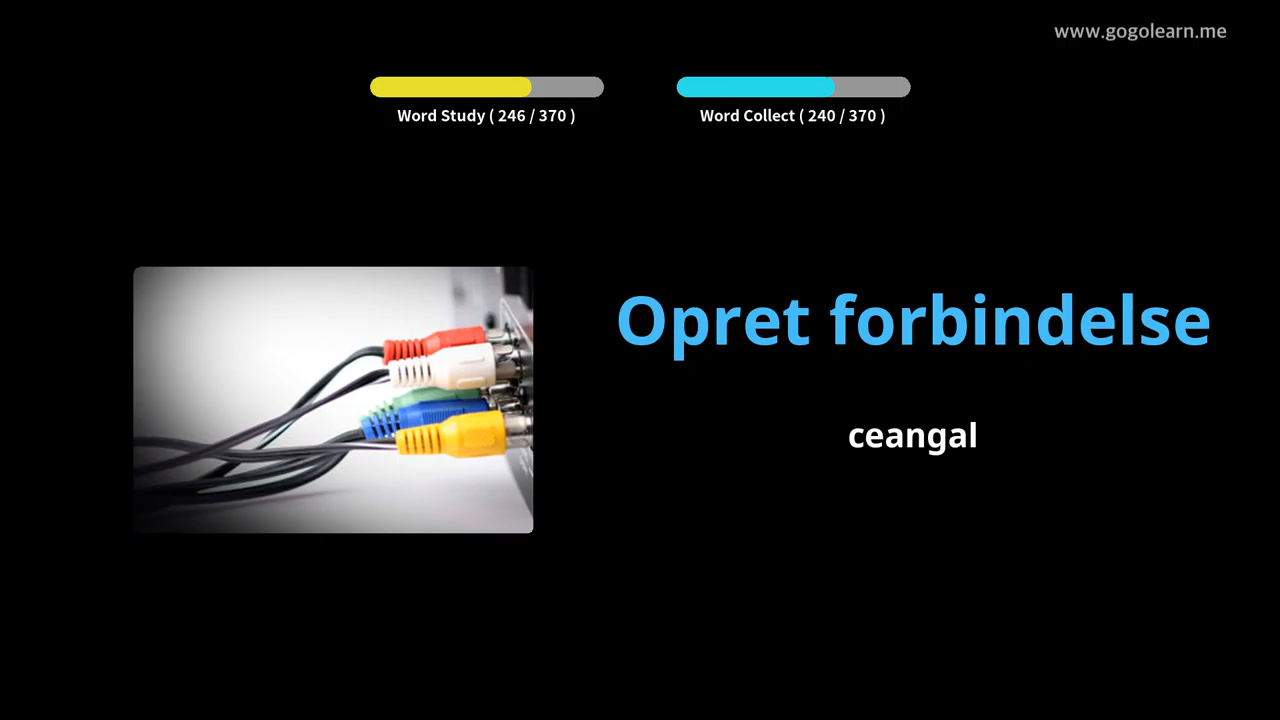 www.gogolearn.me
Word Study ( 246 / 370 )
Word Collect ( 240 / 370 )
Opret forbindelse
ceangal